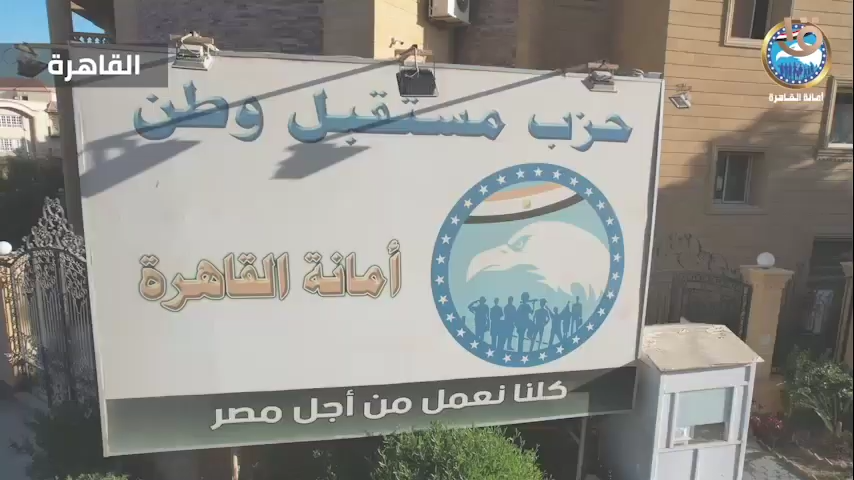 القاهرة
أمانة القاهرة
حزب مستقبل وطن
أمانة القاهرة
كلنا نعمل من أجل مصر